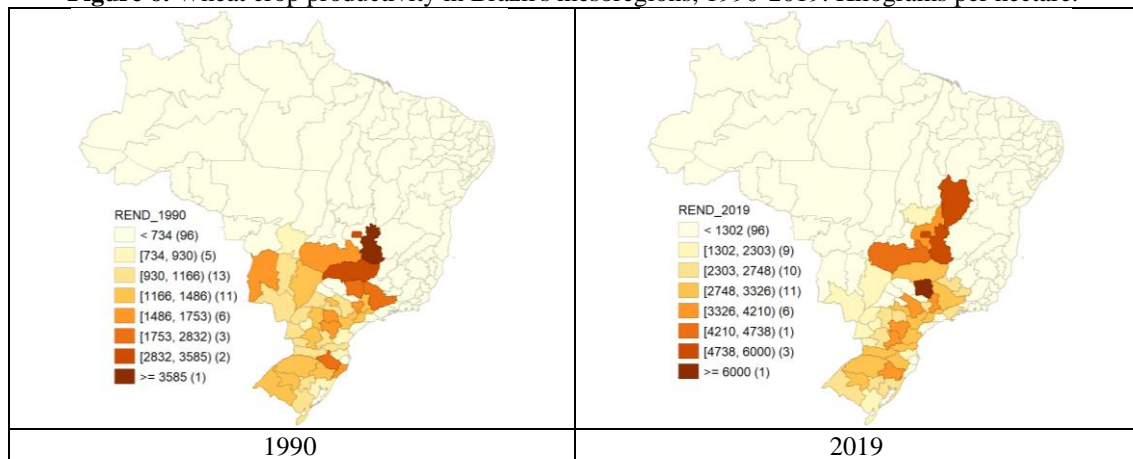 Figure 6. Wheat crop productivity in Brazil's mesoregions, 1990-2019. Kilograms per hectare.
REND_1990
< 734 (96)
[734, 930) (5)
[930, 1166) (13)
[1166, 1486) (11)
[1486, 1753) (6)
[1753, 2832) (3)
[2832, 3585) (2)
>= 3585 (1)
REND_2019
< 1302 (96)
[1302, 2303) (9)
[2303, 2748) (10)
[2748, 3326) (11)
[3326, 4210) (6)
[4210, 4738) (1)
[4738, 6000) (3)
>= 6000 (1)
1990
2019